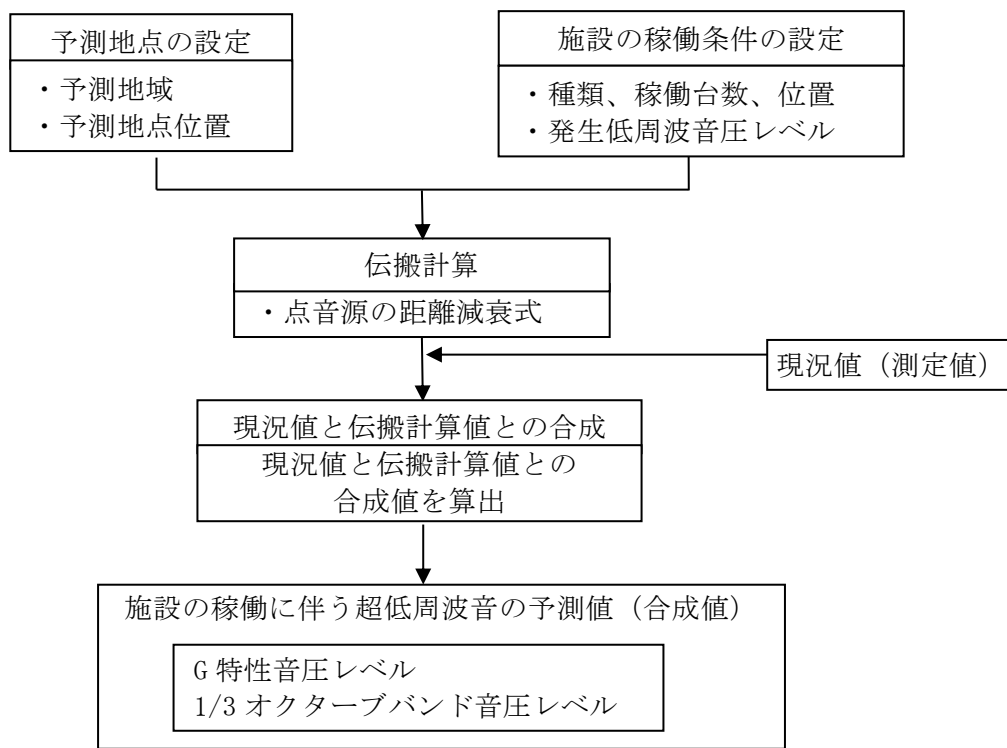 予測地点の設定
・予測地域
・予測地点位置
施設の稼働条件の設定
・種類、稼働台数、位置
・発生低周波音圧レベル
伝搬計算
・点音源の距離減衰式
現況値（測定値）
現況値と伝搬計算値との合成
現況値と伝搬計算値との
合成値を算出
施設の稼働に伴う超低周波音の予測値（合成値）
G 特性音圧レベル
1/3 オクターブバンド音圧レベル